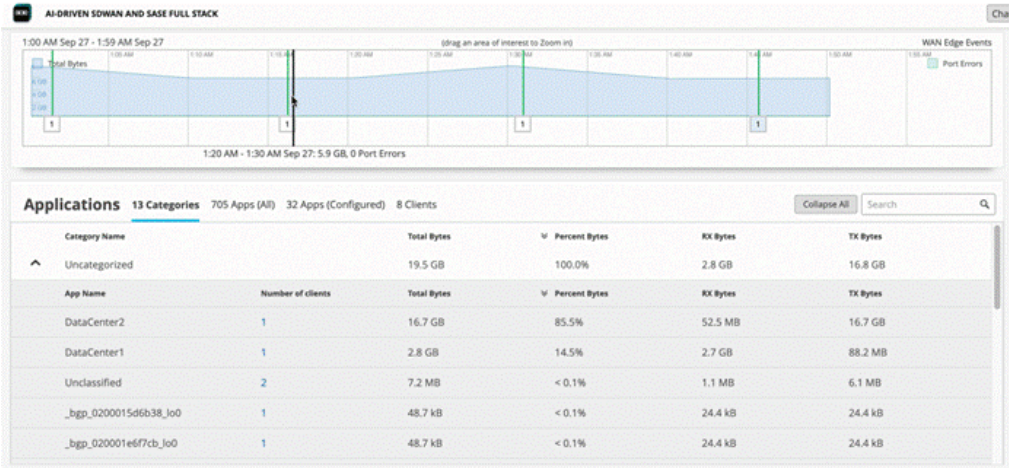 AI-DRIVEN SDWAN AND SASE FULL STACK
Cha
1:00 AM Sep 27 - 1:59 AM Sep 27 (drag an area of interest to Zoom in) WAN Edge Events
1:05 AM 1:10 AM 1:15 AM 1:20 AM 1:25 AM 1:30 AM 1:35 AM 1:40 AM 1:45 AM 1:50 AM 1:55 AM
Total Bytes Port Errors
6 GB
4 GB
2 GB
1 1 1 1
1:20 AM - 1:30 AM Sep 27: 5.9 GB, 0 Port Errors
Applications 13 Categories 705 Apps (All) 32 Apps (Configured) 8 Clients Collapse All Search
Category Name Total Bytes Percent Bytes RX Bytes TX Bytes
Uncategorized 19.5 GB 100.0% 2.8 GB 16.8 GB
App Name Number of clients Total Bytes Percent Bytes RX Bytes TX Bytes
DataCenter2 1 16.7 GB 85.5% 52.5 MB 16.7 GB
DataCenter1 1 2.8 GB 14.5% 2.7 GB 88.2 MB
Unclassified 2 7.2 MB <0.1% 1.1 MB 6.1 MB
_bgp_0200015d6b38_lo0 1 48.7 kB <0.1% 24.4 kB 24.4 kB
_bgp_020001e6f7cb_lo0 1 48.7 kB <0.1% 24.4 kB 24.4 kB